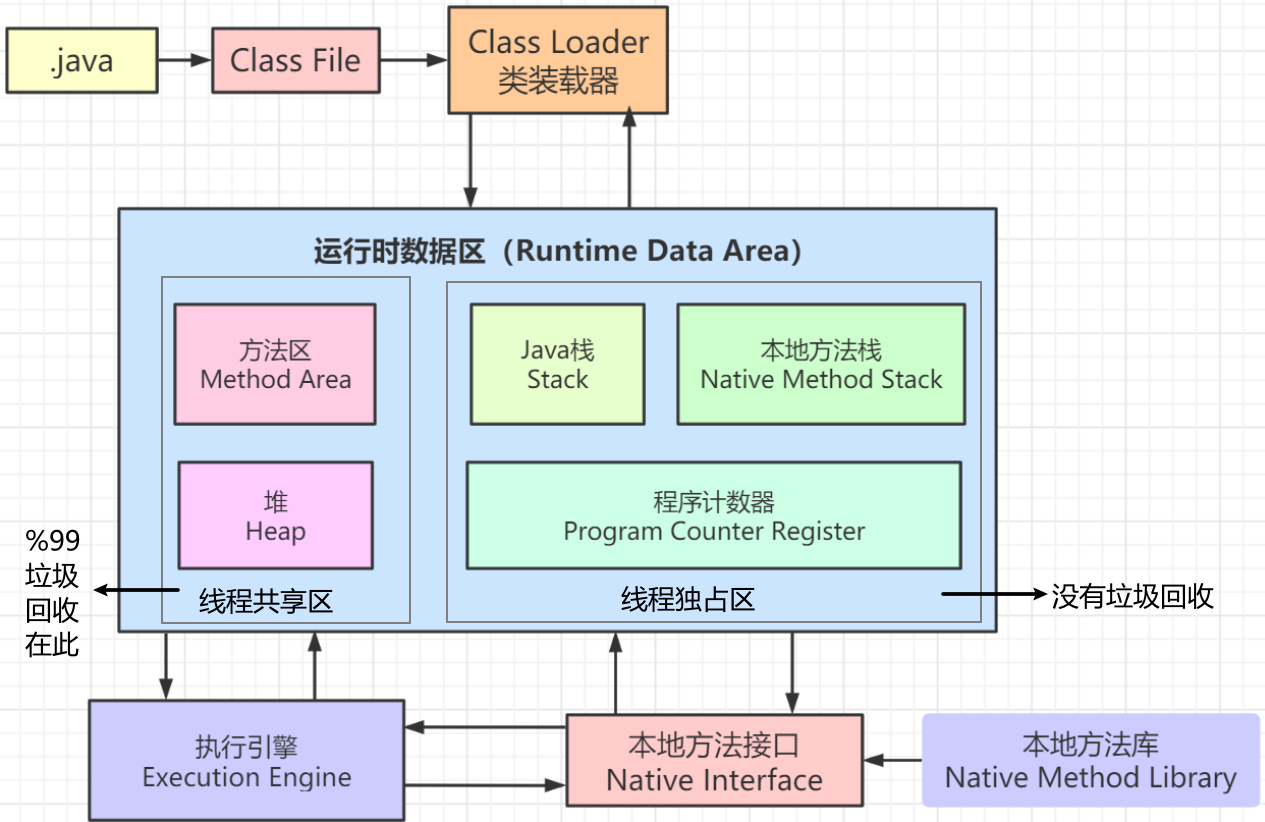 .java
Class File
Class Loader
类装载器
运行时数据区（Runtime Data Area）
方法区
Method Area
Java栈
Stack
本地方法栈
Native Method Stack
堆
Heap
程序计数器
Program Counter Register
%99
垃圾
回收
在此
线程共享区
线程独占区
没有垃圾回收
执行引擎
Execution Engine
本地方法接口
Native Interface
本地方法库
Native Method Library